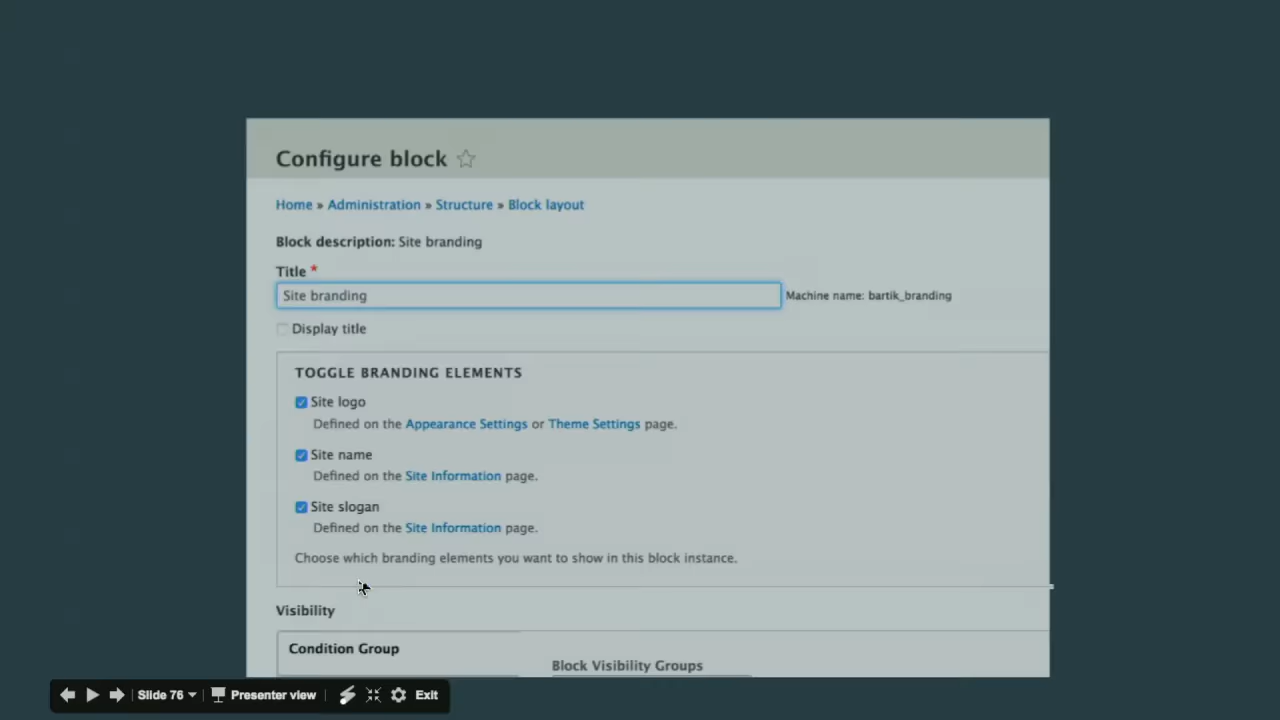 Configure block
Home » Administration » Structure » Block layout
Block description: Site branding
Title *
Site branding
Machine name: bartik_branding
Display title
TOGGLE BRANDING ELEMENTS
Site logo
Defined on the Appearance Settings or Theme Settings page.
Site name
Defined on the Site Information page.
Site slogan
Defined on the Site Information page.
Choose which branding elements you want to show in this block instance.
Visibility
Condition Group
Block Visibility Groups
Slide 76
Presenter view
Exit